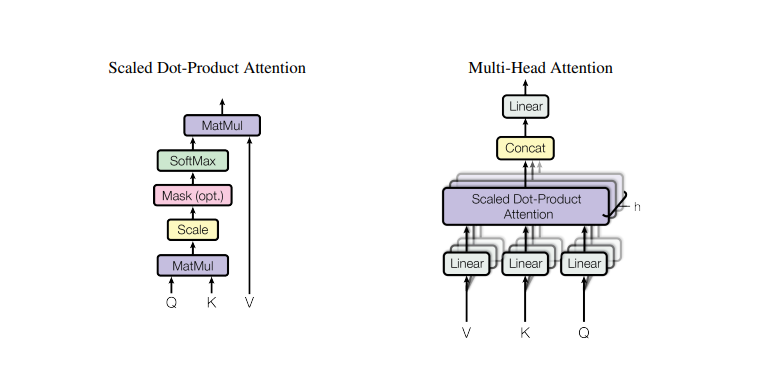 Scaled Dot-Product Attention
MatMul
SoftMax
Mask (opt.)
Scale
MatMul
Q K V
Multi-Head Attention
Linear
Concat
Scaled Dot-Product
Attention
h
Linear Linear Linear
V K Q